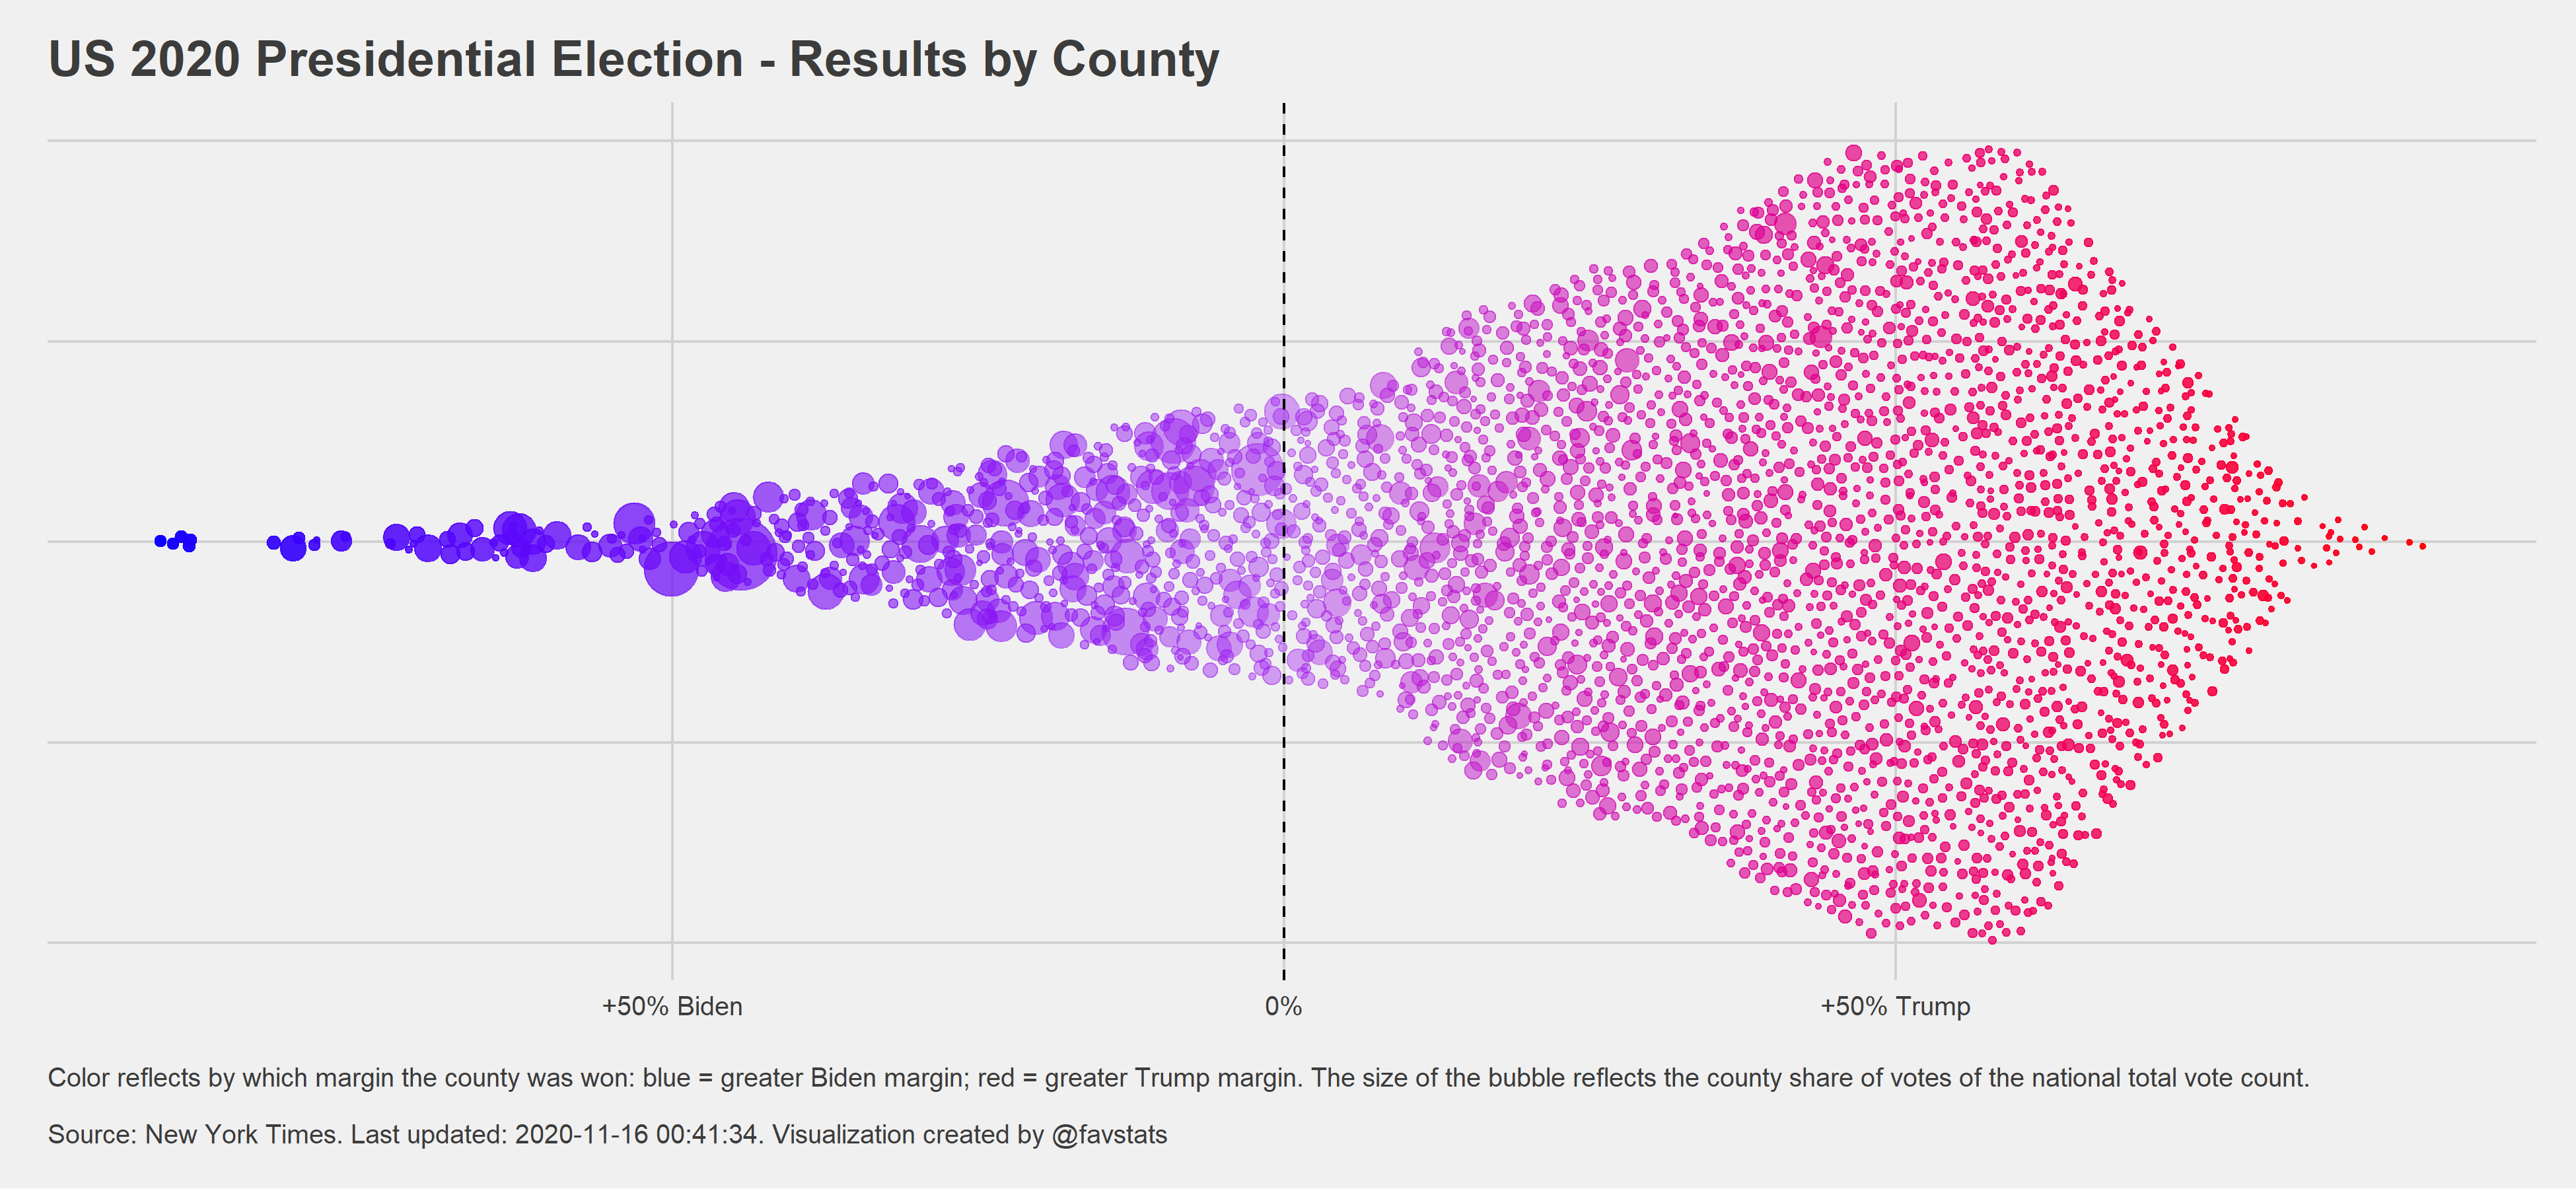 US 2020 Presidential Election - Results by County
+50% Biden
0%
+50% Trump
Color reflects by which margin the county was won: blue = greater Biden margin; red = greater Trump margin. The size of the bubble reflects the county share of votes of the national total vote count.
Source: New York Times. Last updated: 2020-11-16 00:41:34. Visualization created by @favstats